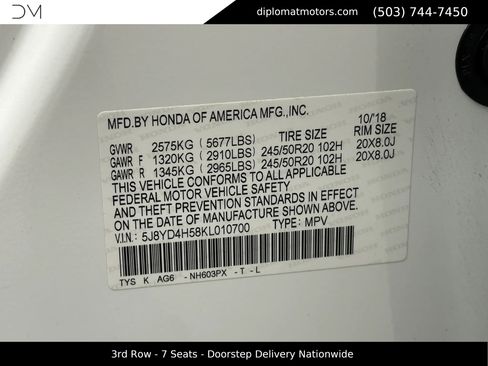 DM
diplomatmotors.com (503) 744-7450
MFD.BY HONDA OF AMERICA MFG.,INC. 10/'18
TIRE SIZE RIM SIZE
GVWR 2575KG ( 5677LBS)
GAWR F 1320KG ( 2910LBS) 245/50R20 102H 20X8.0J
GAWR R 1345KG ( 2965LBS) 245/50R20 102H 20X8.0J
THIS VEHICLE CONFORMS TO ALL APPLICABLE
FEDERAL MOTOR VEHICLE SAFETY
AND THEFT PREVENTION STANDARDS IN EFFECT
ON THE DATE OF MANUFACTURE SHOWN ABOVE.
V.I.N.: 5J8YD4H58KL010700 TYPE: MPV
TYS K AG6 - NH603PX - T - L
3rd Row - 7 Seats - Doorstep Delivery Nationwide